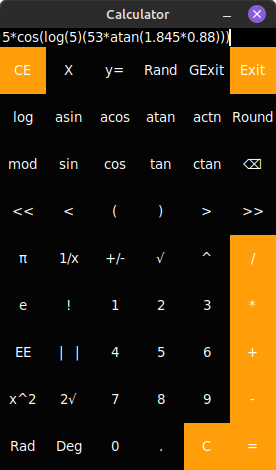 Calculator
5*cos(log(5)(53*atan(1.845*0.88)))
CE X y= Rand GExit Exit
log asin acos atan actn Round
mod sin cos tan ctan ⌫
<< < ( ) > >>
π 1/x +/- √ ^ /
e ! 1 2 3 *
EE | | 4 5 6 +
x^2 2√ 7 8 9 -
Rad Deg 0 . C =